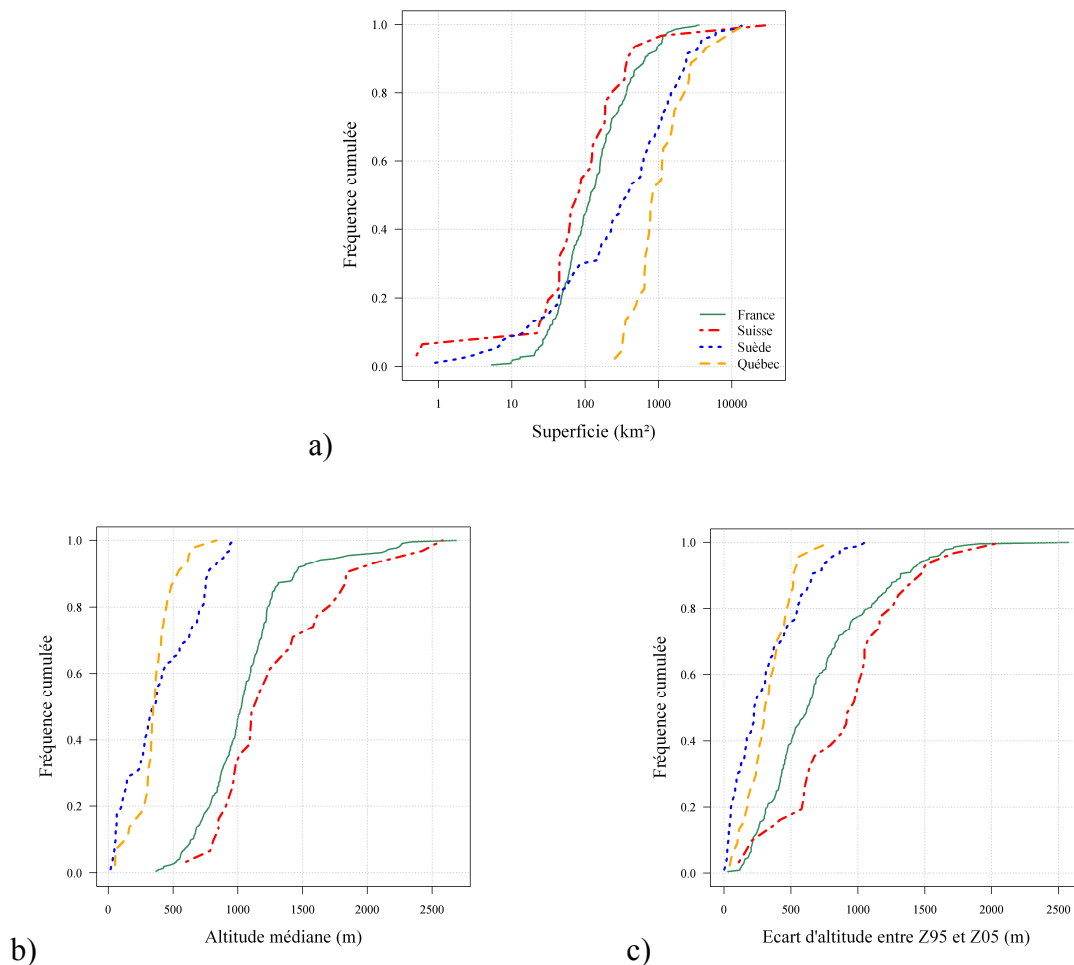 1.0
0.8
0.6
0.4
0.2
0.0
Fréquence cumulée
France
Suisse
Suède
Québec
1 10 100 1000 10000
Superficie (km²)
a)
1.0
0.8
0.6
0.4
0.2
0.0
Fréquence cumulée
0 500 1000 1500 2000 2500
Altitude médiane (m)
b)
1.0
0.8
0.6
0.4
0.2
0.0
Fréquence cumulée
0 500 1000 1500 2000 2500
Ecart d'altitude entre Z95 et Z05 (m)
c)